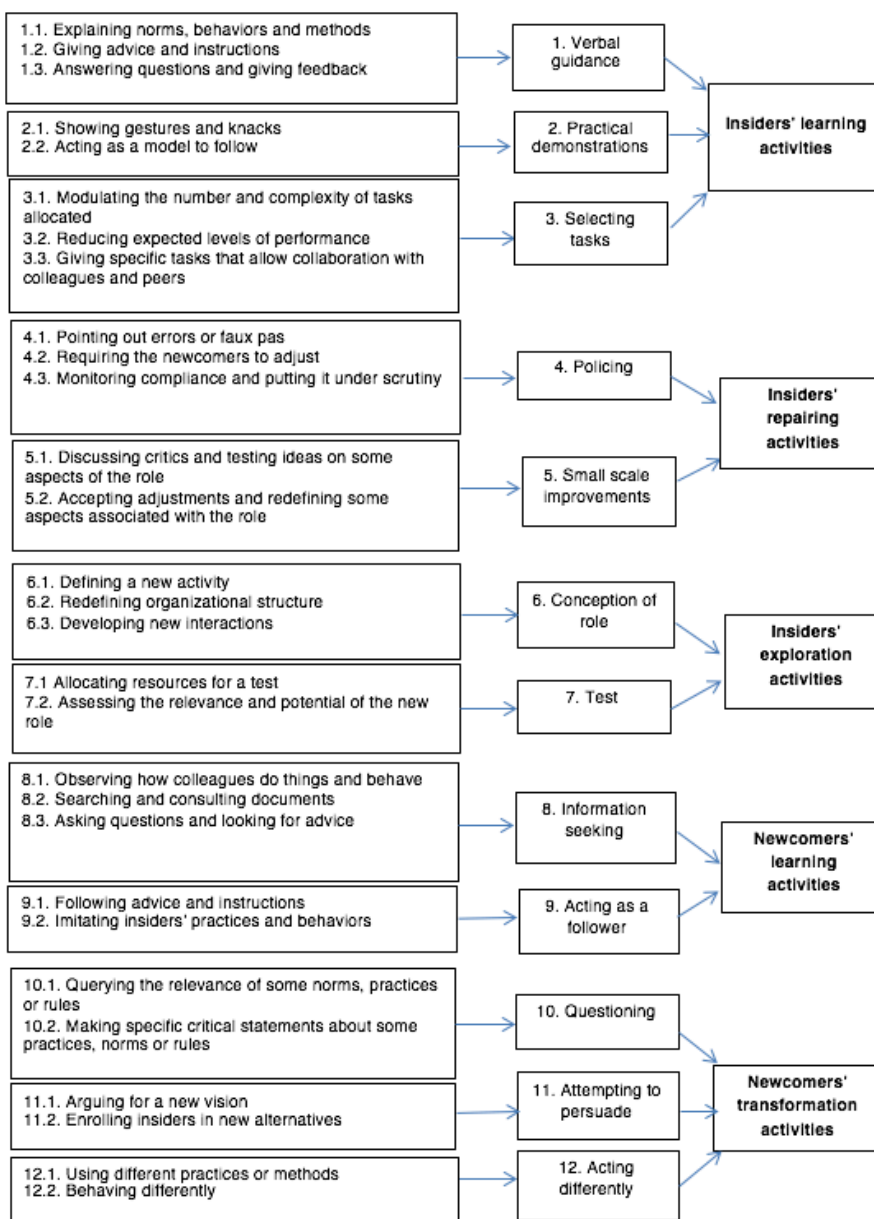 1.1. Explaining norms, behaviors and methods
1.2. Giving advice and instructions
1.3. Answering questions and giving feedback
1. Verbal
guidance
2.1. Showing gestures and knacks
2.2. Acting as a model to follow
2. Practical
demonstrations
3.1. Modulating the number and complexity of tasks
allocated
3.2. Reducing expected levels of performance
3.3. Giving specific tasks that allow collaboration with
colleagues and peers
3. Selecting
tasks
Insiders' learning
activities
4.1. Pointing out errors or faux pas
4.2. Requiring the newcomers to adjust
4.3. Monitoring compliance and putting it under scrutiny
4. Policing
5.1. Discussing critics and testing ideas on some
aspects of the role
5.2. Accepting adjustments and redefining some
aspects associated with the role
5. Small scale
improvements
Insiders'
repairing
activities
6.1. Defining a new activity
6.2. Redefining organizational structure
6.3. Developing new interactions
6. Conception of
role
7.1 Allocating resources for a test
7.2. Assessing the relevance and potential of the new
role
7. Test
Insiders'
exploration
activities
8.1. Observing how colleagues do things and behave
8.2. Searching and consulting documents
8.3. Asking questions and looking for advice
8. Information
seeking
9.1. Following advice and instructions
9.2. Imitating insiders' practices and behaviors
9. Acting as a
follower
Newcomers'
learning
activities
10.1. Querying the relevance of some norms, practices
or rules
10.2. Making specific critical statements about some
practices, norms or rules
10. Questioning
11.1. Arguing for a new vision
11.2. Enrolling insiders in new alternatives
11. Attempting to
persuade
12.1. Using different practices or methods
12.2. Behaving differently
12. Acting
differently
Newcomers'
transformation
activities